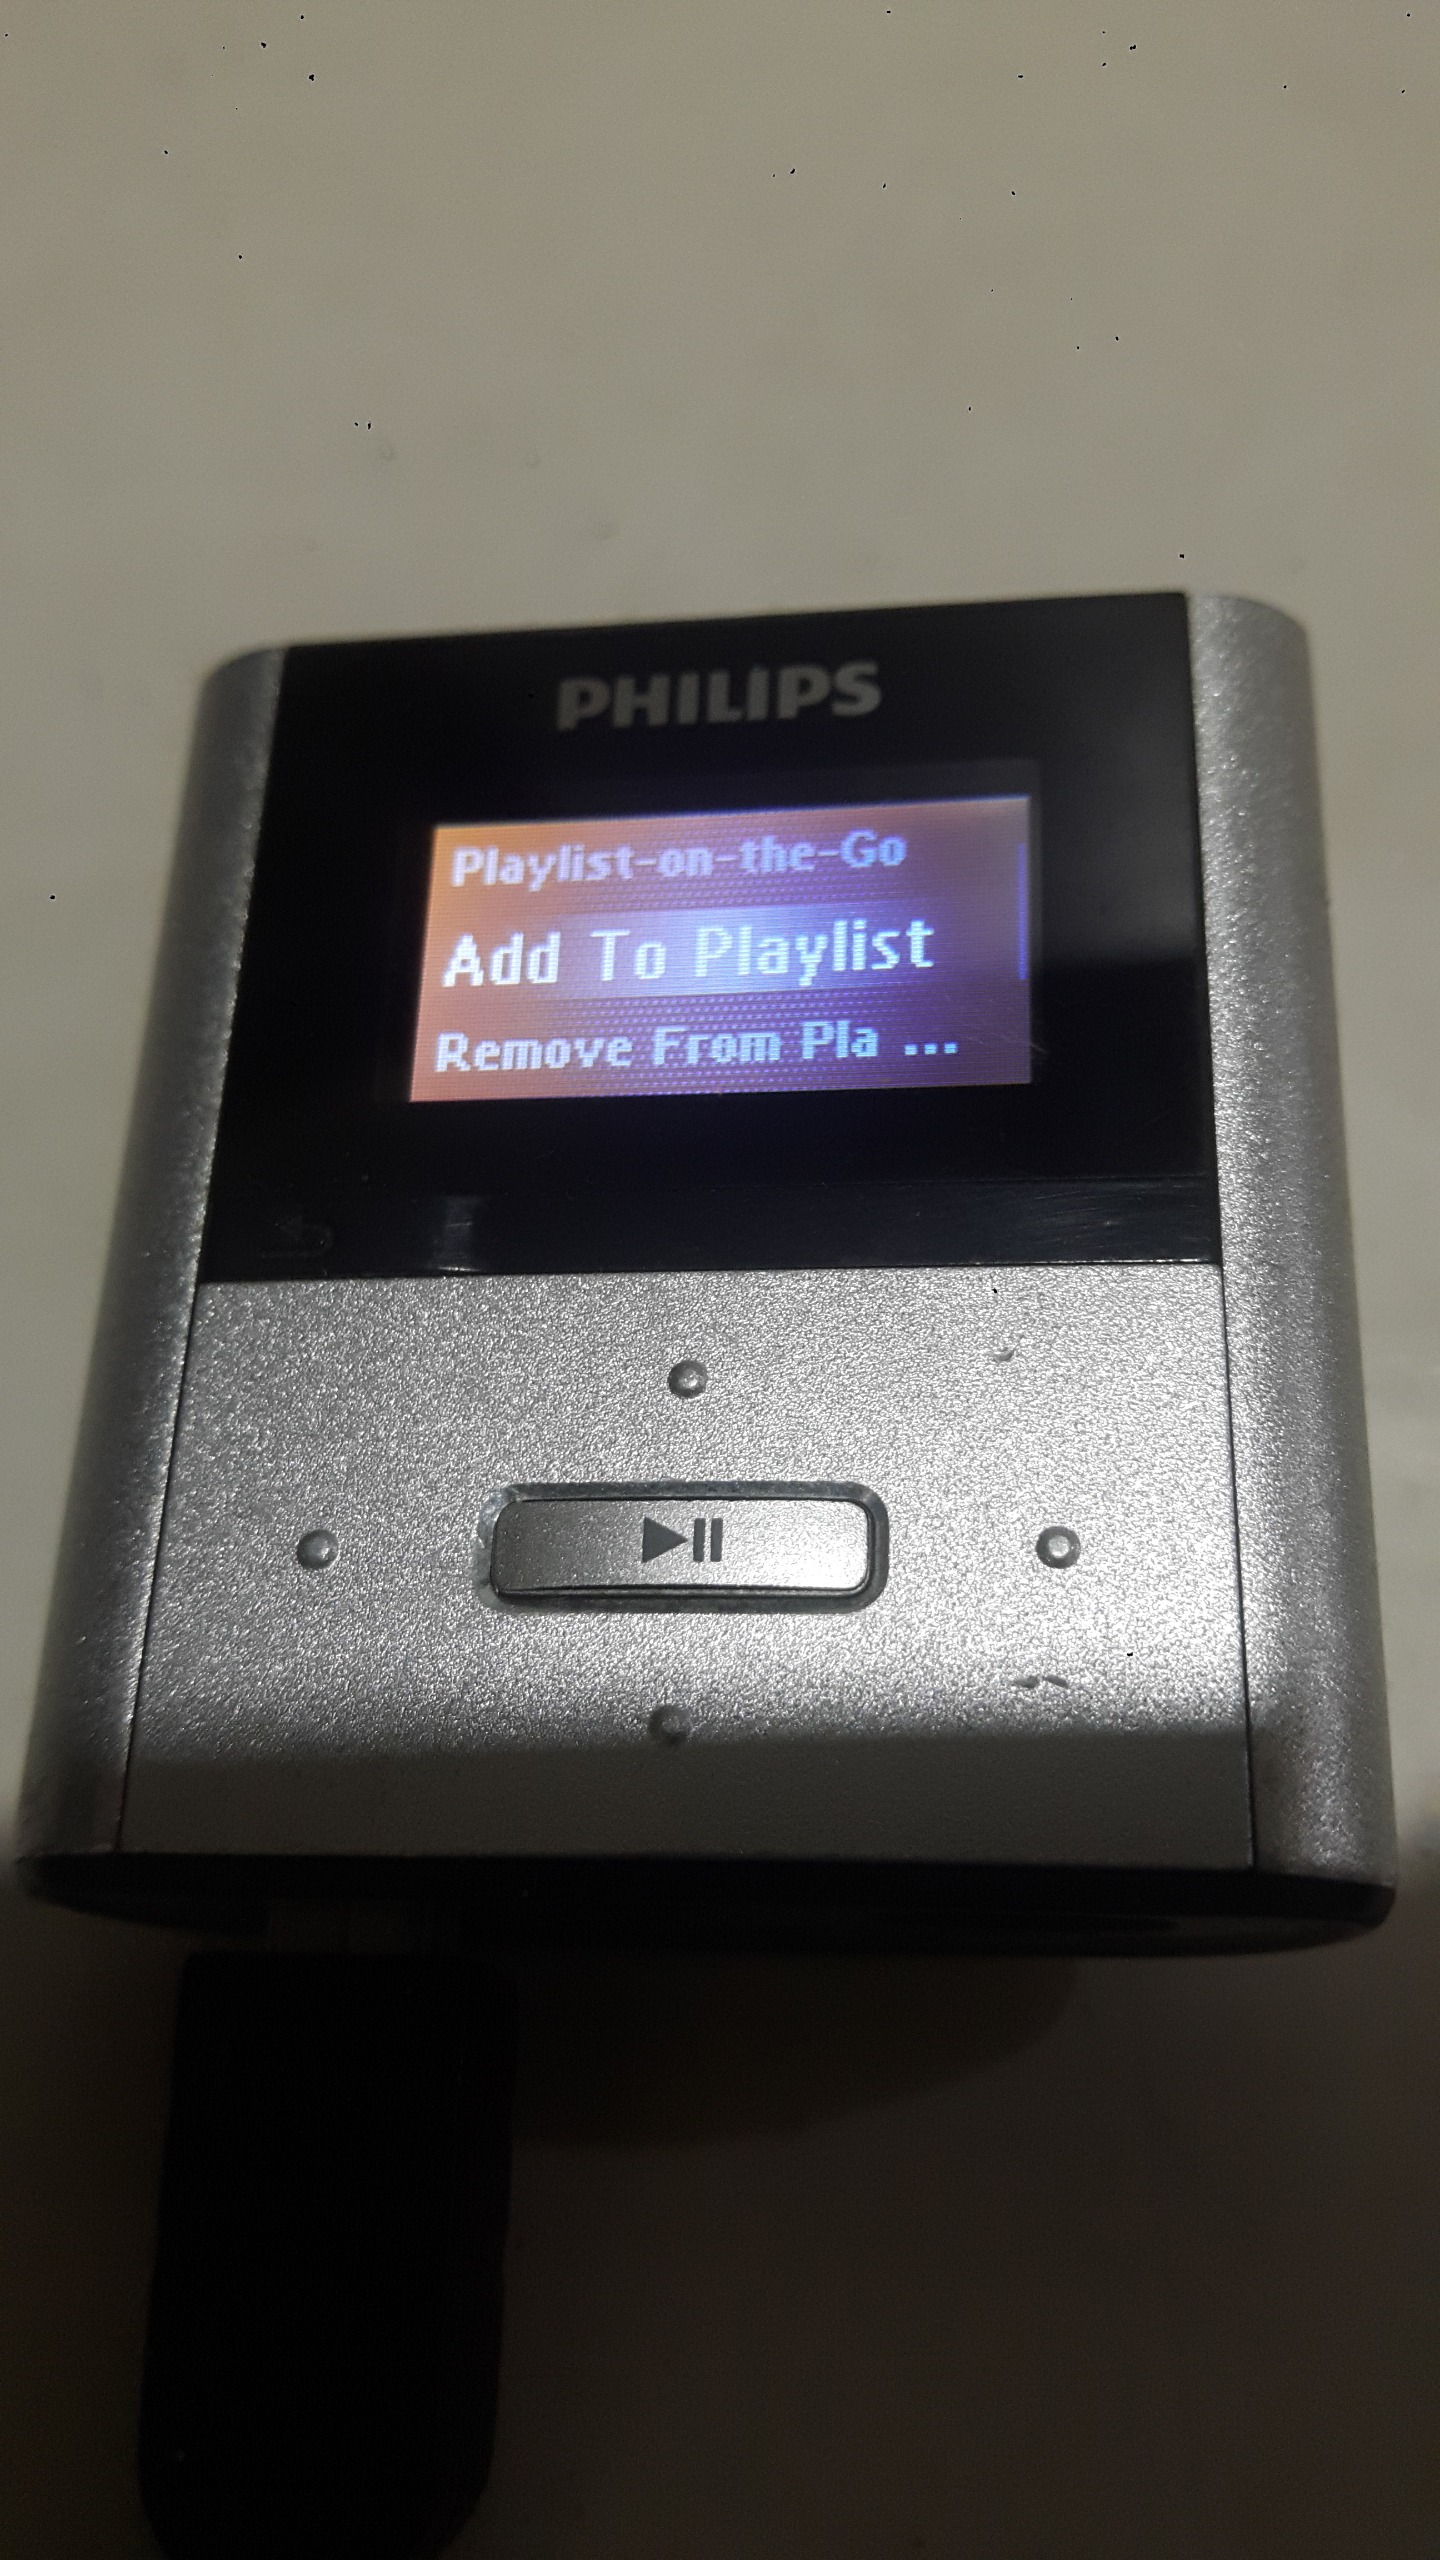 PHILIPS
Playlist-on-the-Go
Add To Playlist
Remove From Pla ...